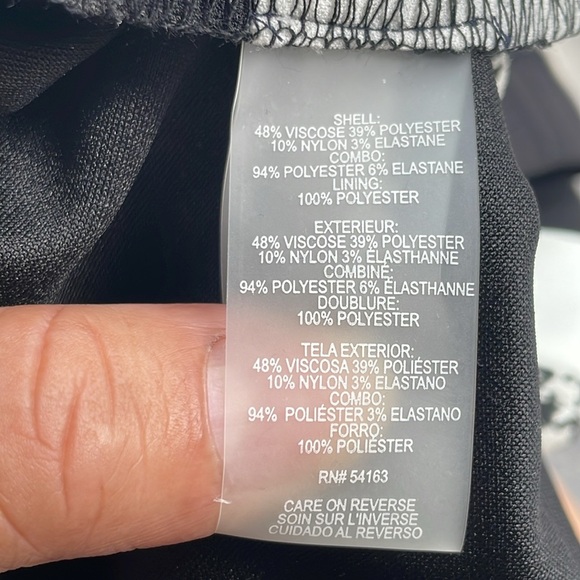 SHELL:
48% VISCOSE 39% POLYESTER
10% NYLON 3% ELASTANE
COMBO:
94% POLYESTER 6% ELASTANE
LINING:
100% POLYESTER
EXTERIEUR:
48% VISCOSE 39% POLYESTER
10% NYLON 3% ÉLASTHANNE
COMBINÉ:
94% POLYESTER 6% ÉLASTHANNE
DOUBLURE:
100% POLYESTER
TELA EXTERIOR:
48% VISCOSA 39% POLIÉSTER
10% NYLON 3% ELASTANO
COMBO:
94% POLIÉSTER 3% ELASTANO
FORRO:
100% POLIÉSTER
RN# 54163
CARE ON REVERSE
SOIN SUR L'INVERSE
CUIDADO AL REVERSO